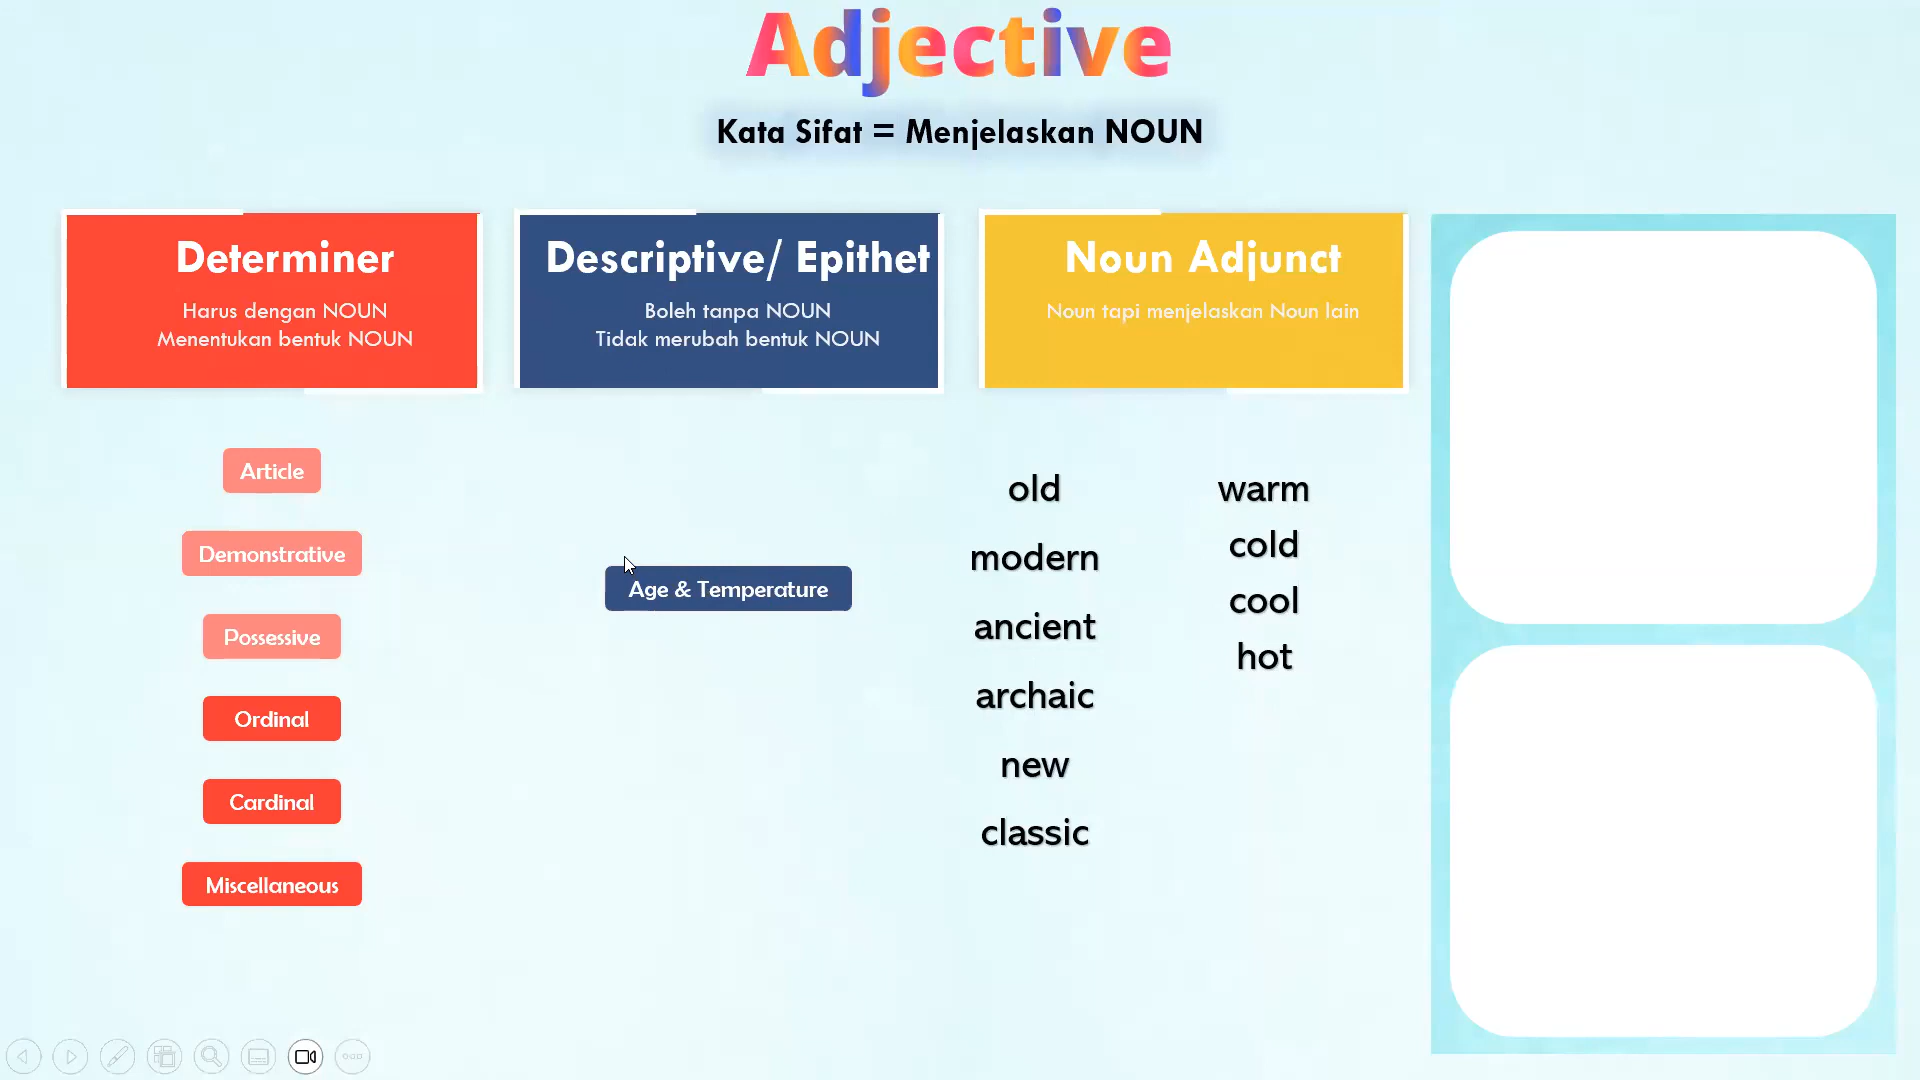 Adjective
Kata Sifat = Menjelaskan NOUN
Determiner
Harus dengan NOUN
Menentukan bentuk NOUN
Descriptive/ Epithet
Boleh tanpa NOUN
Tidak merubah bentuk NOUN
Noun Adjunct
Noun tapi menjelaskan Noun lain
Article
Demonstrative
Possessive
Ordinal
Cardinal
Miscellaneous
Age & Temperature
old
modern
ancient
archaic
new
classic
warm
cold
cool
hot